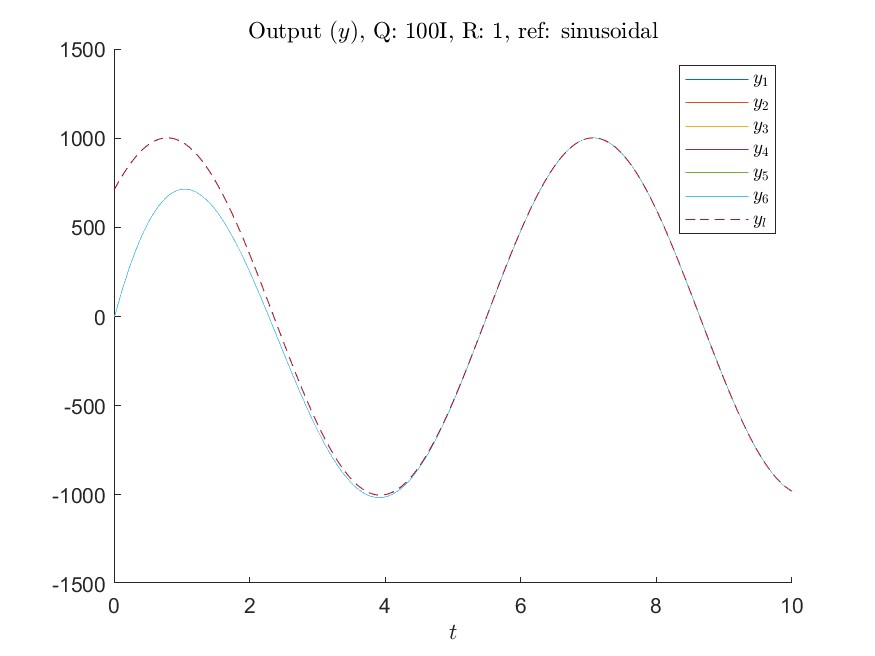 Output (y), Q: 100I, R: 1, ref: sinusoidal
1500
1000
500
0
-500
-1000
-1500
0 2 4 6 8 10
t
y₁
y₂
y₃
y₄
y₅
y₆
yₗ